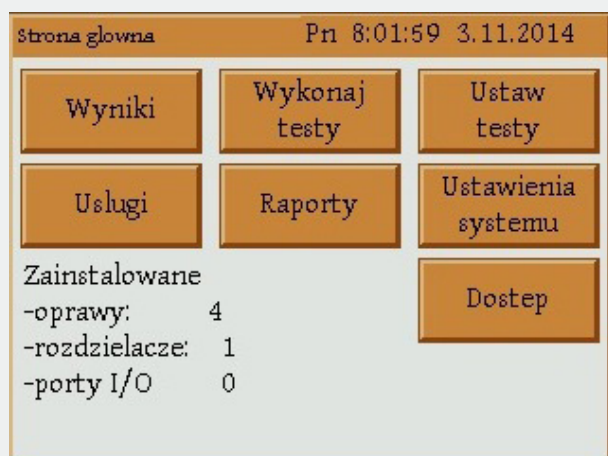 Strona glowna Pn 8:01:59 3.11.2014
Wyniki
Wykonaj
testy
Ustaw
testy
Uslugi
Raporty
Ustawienia
systemu
Zainstalowane
-oprawy: 4
-rozdzielacze: 1
-porty I/O 0
Dostep